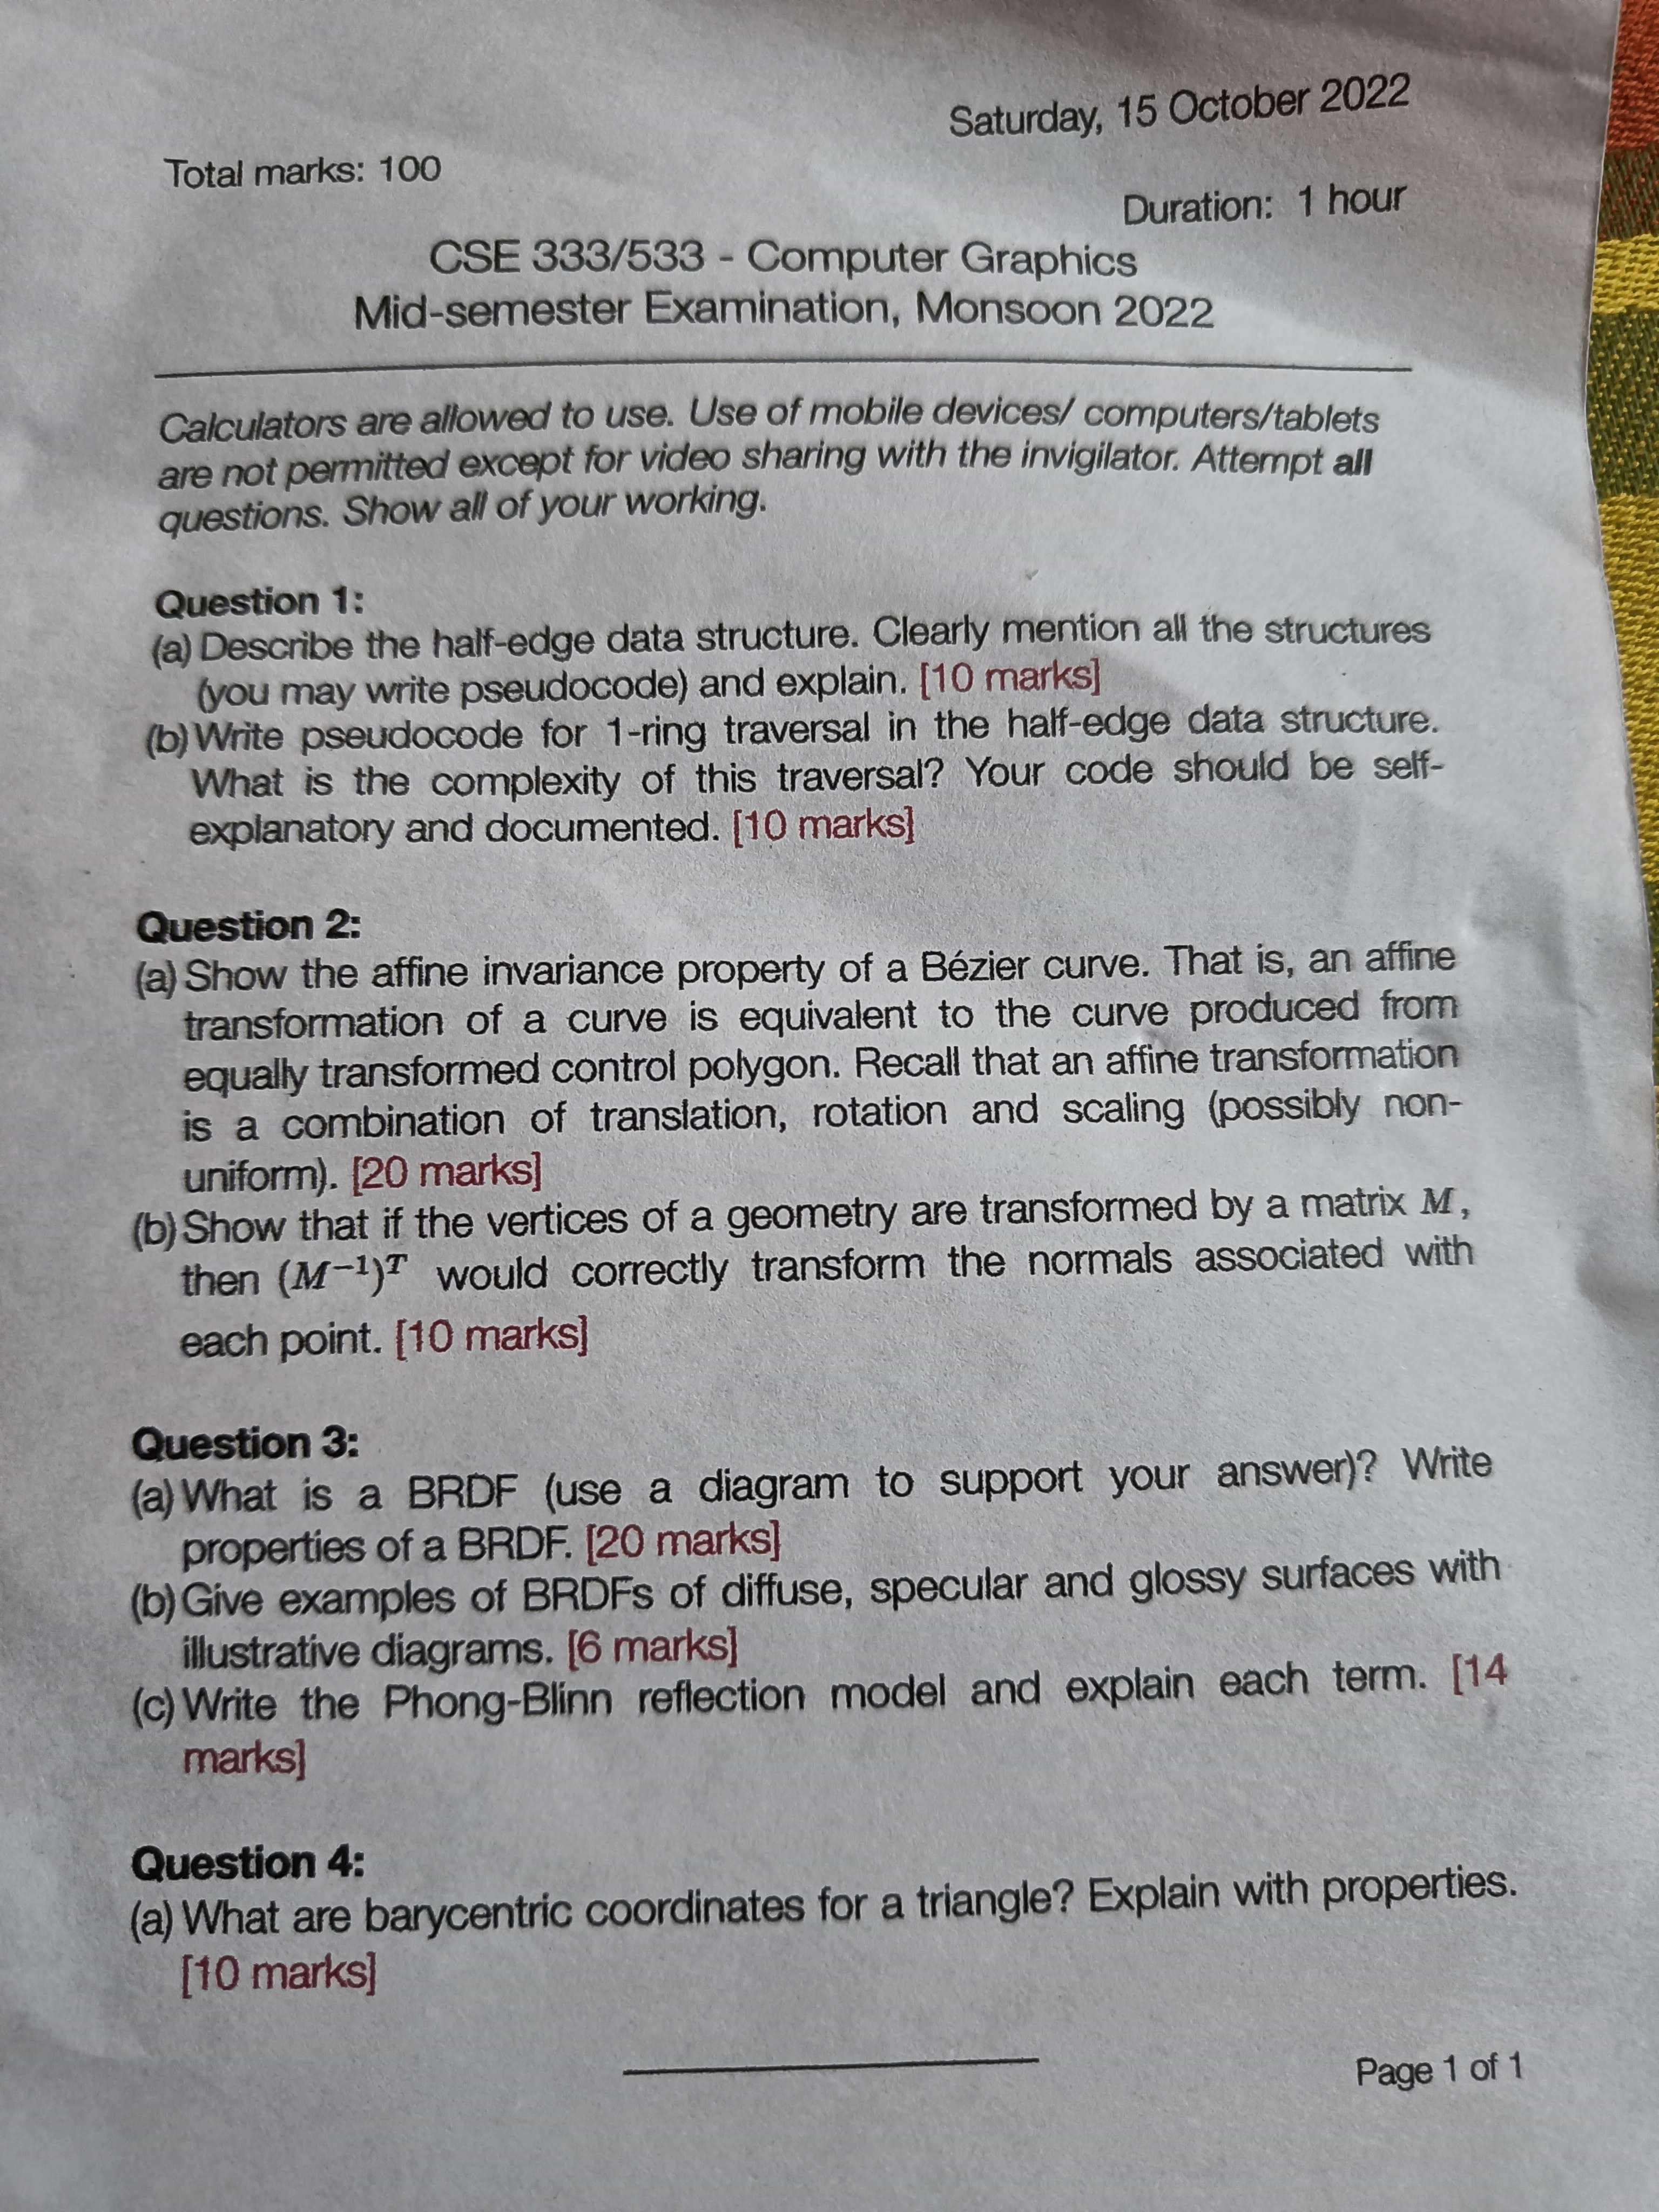 Saturday, 15 October 2022
Total marks: 100
Duration: 1 hour
CSE 333/533 - Computer Graphics
Mid-semester Examination, Monsoon 2022
Calculators are allowed to use. Use of mobile devices/ computers/tablets
are not permitted except for video sharing with the invigilator. Attempt all
questions. Show all of your working.
Question 1:
(a) Describe the half-edge data structure. Clearly mention all the structures
(you may write pseudocode) and explain. [10 marks]
(b) Write pseudocode for 1-ring traversal in the half-edge data structure.
What is the complexity of this traversal? Your code should be self-
explanatory and documented. [10 marks]
Question 2:
(a) Show the affine invariance property of a Bézier curve. That is, an affine
transformation of a curve is equivalent to the curve produced from
equally transformed control polygon. Recall that an affine transformation
is a combination of translation, rotation and scaling (possibly non-
uniform). [20 marks]
(b) Show that if the vertices of a geometry are transformed by a matrix M,
then (M⁻¹)ᵀ would correctly transform the normals associated with
each point. [10 marks]
Question 3:
(a) What is a BRDF (use a diagram to support your answer)? Write
properties of a BRDF. [20 marks]
(b) Give examples of BRDFs of diffuse, specular and glossy surfaces with
illustrative diagrams. [6 marks]
(c) Write the Phong-Blinn reflection model and explain each term. [14
marks]
Question 4:
(a) What are barycentric coordinates for a triangle? Explain with properties.
[10 marks]
Page 1 of 1